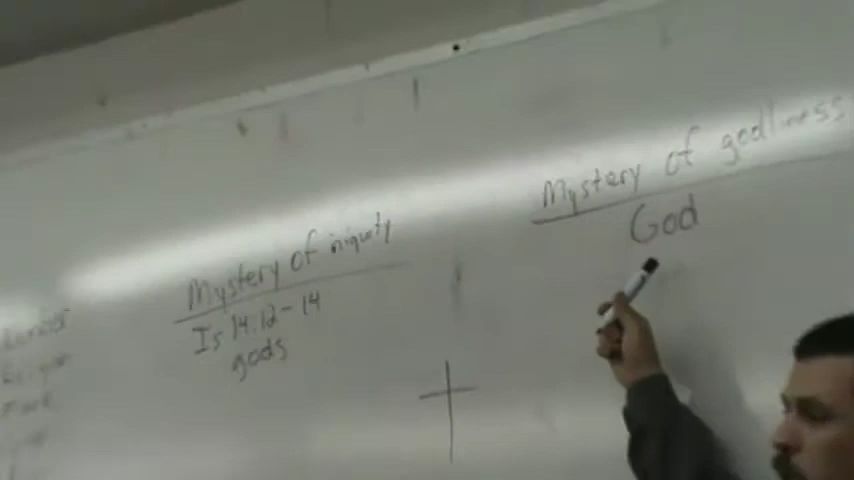 Mystery of iniquity
Is 14:12-14
gods
Mystery of godliness
God